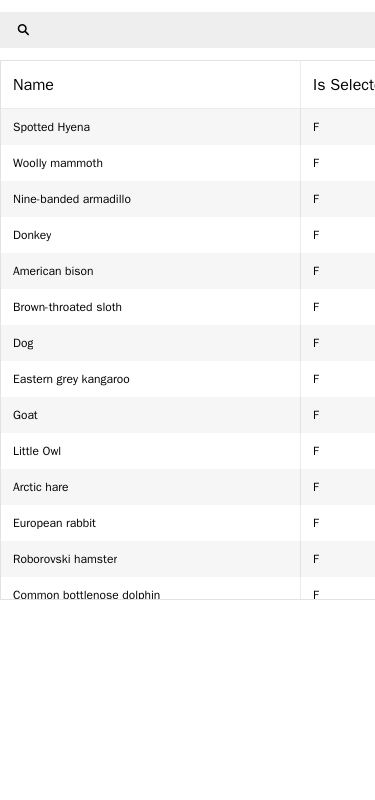 Name Is Select
Spotted Hyena F
Woolly mammoth F
Nine-banded armadillo F
Donkey F
American bison F
Brown-throated sloth F
Dog F
Eastern grey kangaroo F
Goat F
Little Owl F
Arctic hare F
European rabbit F
Roborovski hamster F
Common bottlenose dolphin F